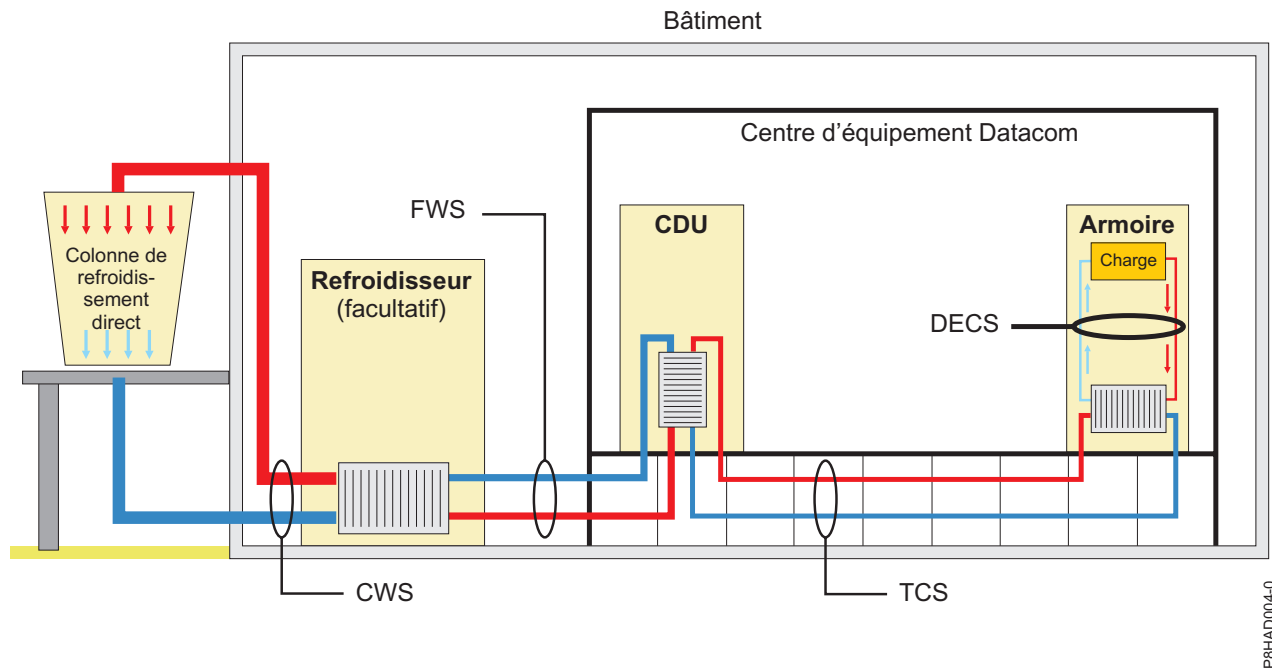 Bâtiment
Centre d'équipement Datacom
FWS
CDU
Armoire
Charge
Colonne de
refroidis-
sement
direct
Refroidisseur
(facultatif)
DECS
CWS
TCS
P8HAD004-0